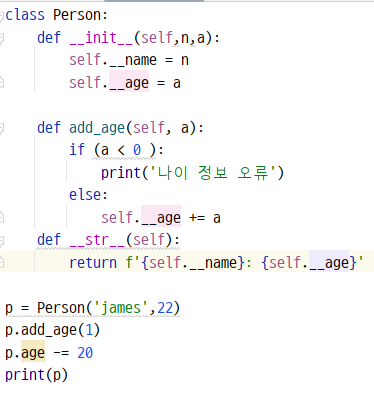 class Person:
    def __init__(self,n,a):
        self.__name = n
        self.__age = a

    def add_age(self, a):
        if (a < 0 ):
            print('나이 정보 오류')
        else:
            self.__age += a
    def __str__(self):
        return f'{self.__name}: {self.__age}'

p = Person('james',22)
p.add_age(1)
p.age -= 20
print(p)